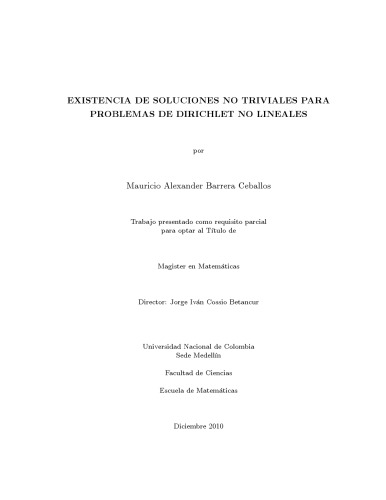 EXISTENCIA DE SOLUCIONES NO TRIVIALES PARA
PROBLEMAS DE DIRICHLET NO LINEALES
por
Mauricio Alexander Barrera Ceballos
Trabajo presentado como requisito parcial
para optar al Título de
Magíster en Matemáticas
Director: Jorge Iván Cossio Betancur
Universidad Nacional de Colombia
Sede Medellín
Facultad de Ciencias
Escuela de Matemáticas
Diciembre 2010